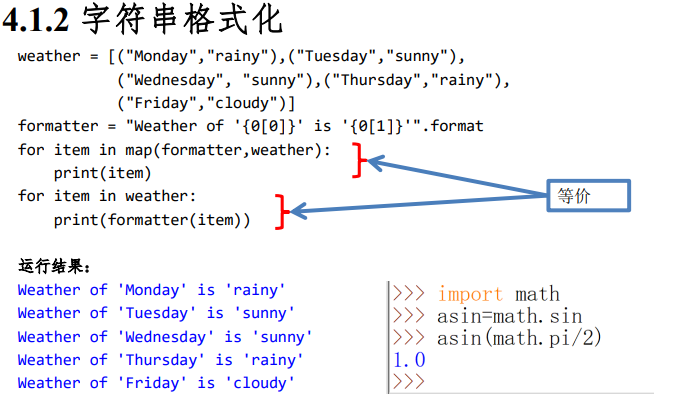 4.1.2 字符串格式化
weather = [("Monday","rainy"),("Tuesday","sunny"),
("Wednesday", "sunny"),("Thursday","rainy"),
("Friday","cloudy")]
formatter = "Weather of '{0[0]}' is '{0[1]}'".format
for item in map(formatter,weather):
print(item)
for item in weather:
print(formatter(item))
等价
运行结果：
Weather of 'Monday' is 'rainy'
Weather of 'Tuesday' is 'sunny'
Weather of 'Wednesday' is 'sunny'
Weather of 'Thursday' is 'rainy'
Weather of 'Friday' is 'cloudy'
>>> import math
>>> asin=math.sin
>>> asin(math.pi/2)
1.0
>>>